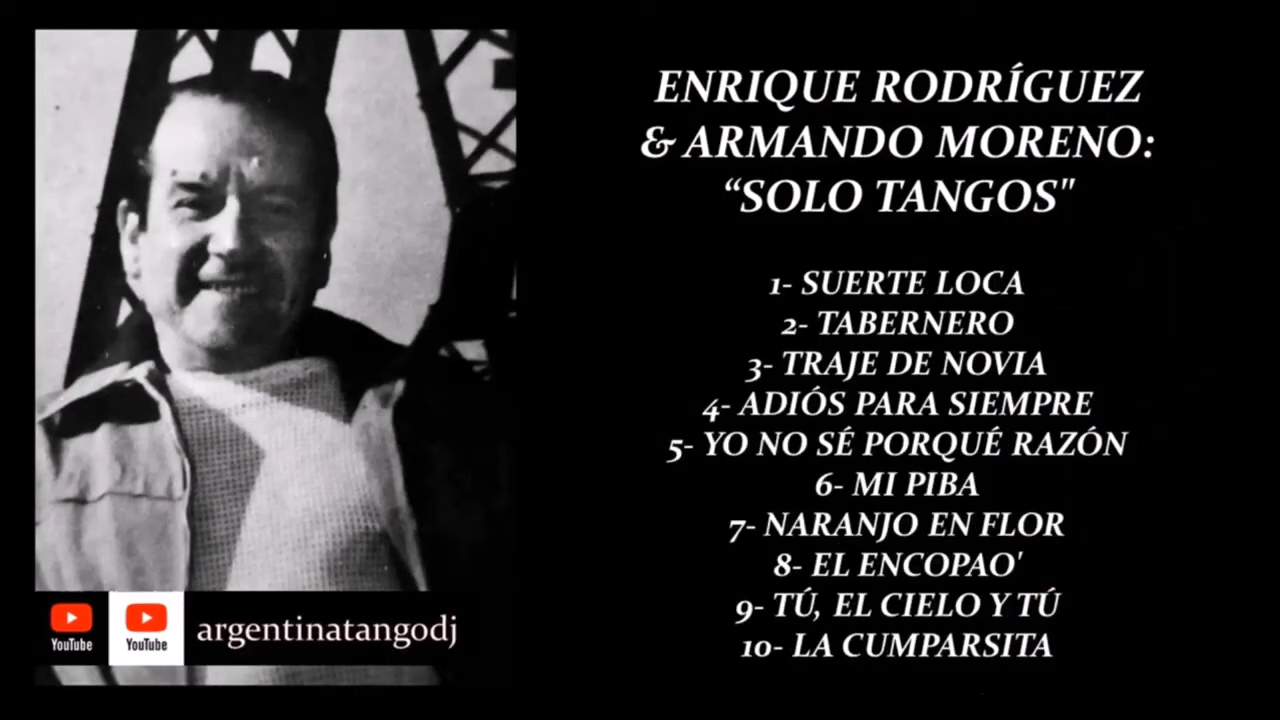 ENRIQUE RODRÍGUEZ
& ARMANDO MORENO:
“SOLO TANGOS"
1- SUERTE LOCA
2- TABERNERO
3- TRAJE DE NOVIA
4- ADIÓS PARA SIEMPRE
5- YO NO SÉ PORQUÉ RAZÓN
6- MI PIBA
7- NARANJO EN FLOR
8- EL ENCOPAO'
9- TÚ, EL CIELO Y TÚ
10- LA CUMPARSITA
YouTube YouTube argentinatangodj